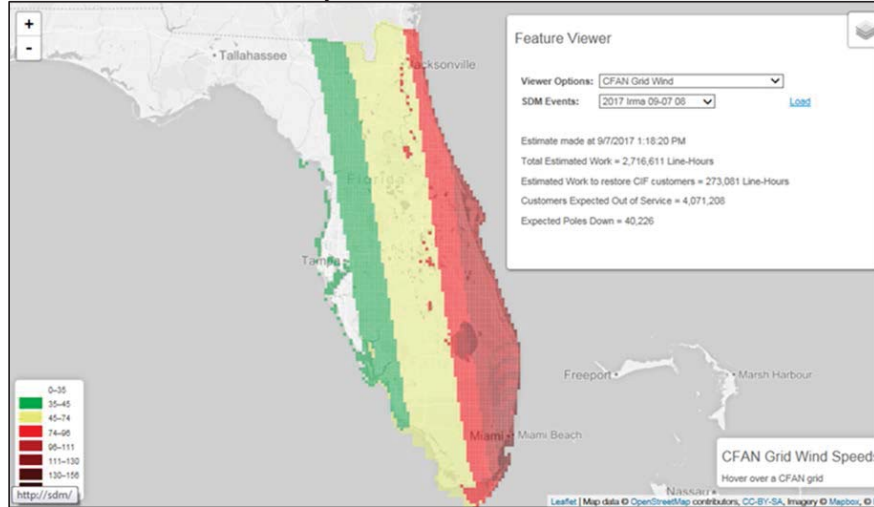 +
-
Tallahassee
Jacksonville
Florida
Tampa
Miami
Miami Beach
Freeport
Marsh Harbour
Nassau
Feature Viewer
Viewer Options: CFAN Grid Wind
SDM Events: 2017 Irma 09-07 08 Load
Estimate made at 9/7/2017 1:18:20 PM
Total Estimated Work = 2,716,611 Line-Hours
Estimated Work to restore CIF customers = 273,081 Line-Hours
Customers Expected Out of Service = 4,071,208
Expected Poles Down = 40,226
0–35
35–45
45–74
74–96
96–111
111–130
130–156
http://sdm/
CFAN Grid Wind Speeds
Hover over a CFAN grid
Leaflet | Map data © OpenStreetMap contributors, CC-BY-SA, Imagery © Mapbox, ©